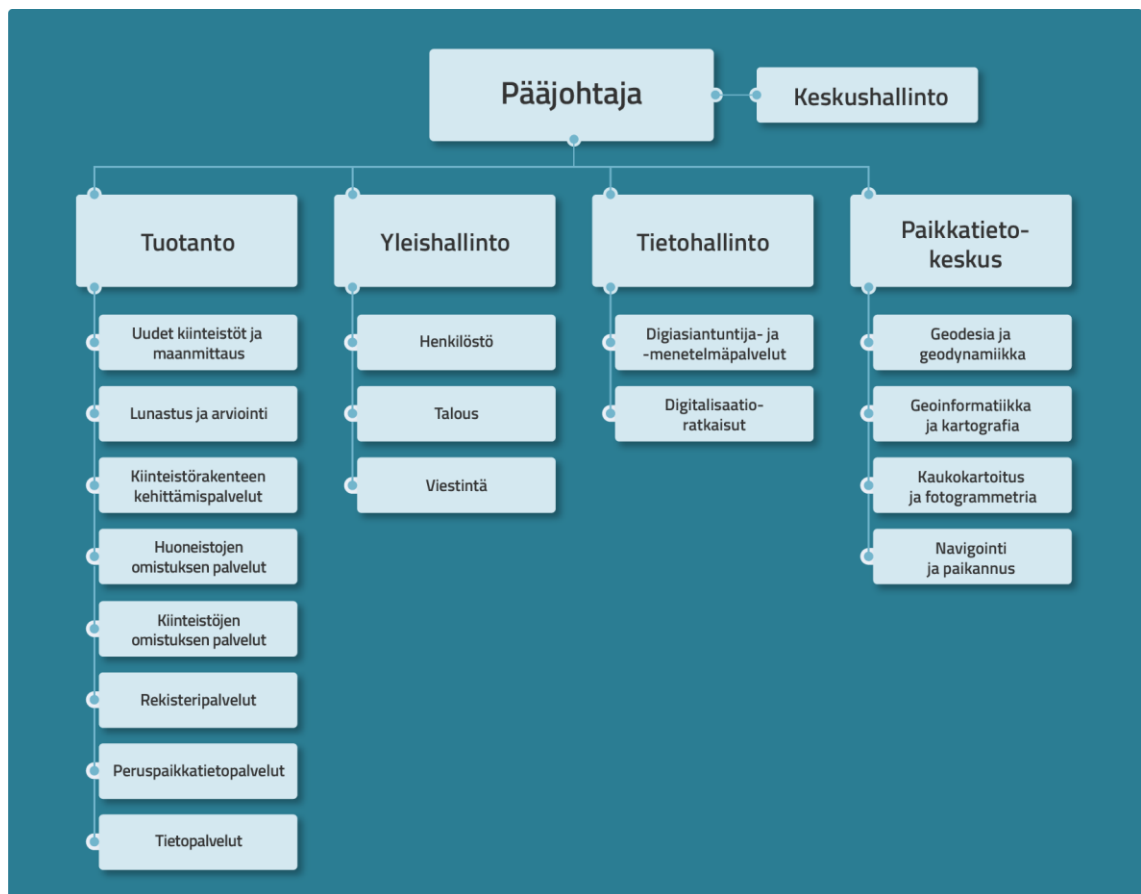 Pääjohtaja
Keskushallinto
Tuotanto
Uudet kiinteistöt ja
maanmittaus
Lunastus ja arviointi
Kiinteistörakenteen
kehittämispalvelut
Huoneistojen
omistuksen palvelut
Kiinteistöjen
omistuksen palvelut
Rekisteripalvelut
Peruspaikkatietopalvelut
Tietopalvelut
Yleishallinto
Henkilöstö
Talous
Viestintä
Tietohallinto
Digiasiantuntija- ja
-menetelmäpalvelut
Digitalisaatio-
ratkaisut
Paikkatieto-
keskus
Geodesia ja
geodynamiikka
Geoinformatiikka
ja kartografia
Kaukokartoitus
ja fotogrammetria
Navigointi
ja paikannus